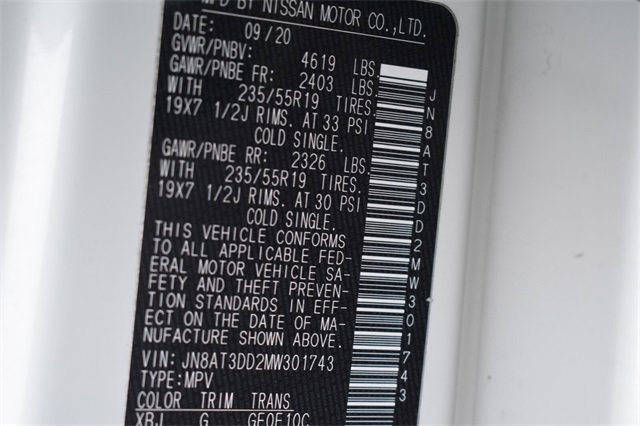 MFD BY NISSAN MOTOR CO.,LTD.
DATE: 09/20
GVWR/PNBV: 4619 LBS.
GAWR/PNBE FR: 2403 LBS.
WITH 235/55R19 TIRES.
19X7 1/2J RIMS. AT 33 PSI
COLD SINGLE.
GAWR/PNBE RR: 2326 LBS.
WITH 235/55R19 TIRES.
19X7 1/2J RIMS. AT 30 PSI
COLD SINGLE.
THIS VEHICLE CONFORMS
TO ALL APPLICABLE FED-
ERAL MOTOR VEHICLE SA-
FETY AND THEFT PREVEN-
TION STANDARDS IN EFF-
ECT ON THE DATE OF MA-
NUFACTURE SHOWN ABOVE.
VIN: JN8AT3DD2MW301743
TYPE:MPV
COLOR TRIM TRANS
XBJ G GF0F10C
JN8AT3DD2MW301743